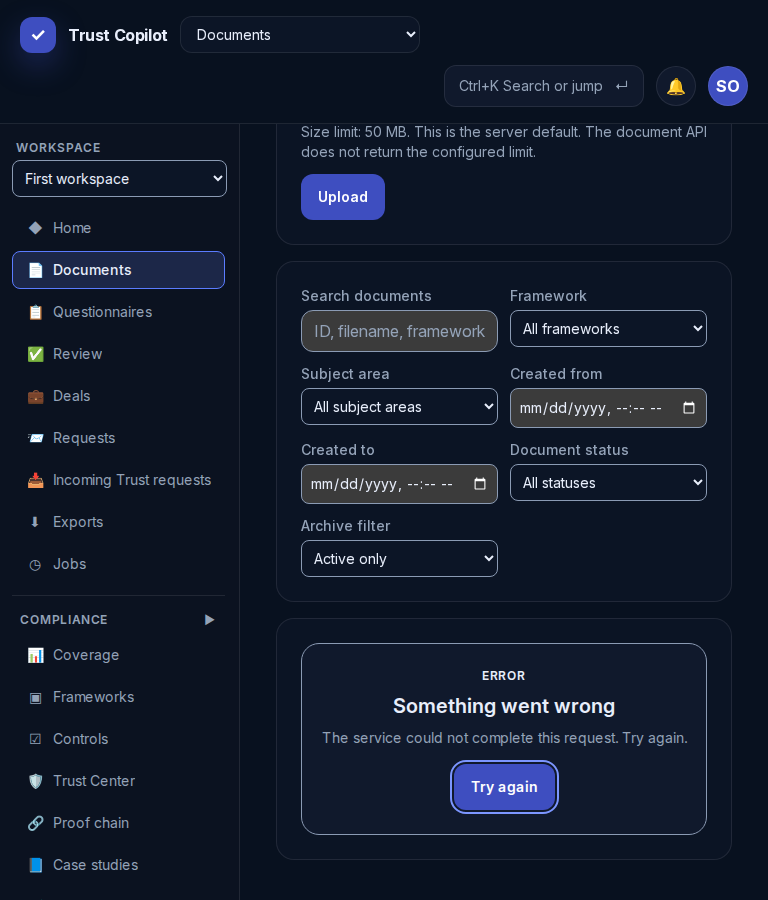 Trust Copilot
Documents
Ctrl+K Search or jump ↵
SO
WORKSPACE
First workspace
Home
Documents
Questionnaires
Review
Deals
Requests
Incoming Trust requests
Exports
Jobs
COMPLIANCE
Coverage
Frameworks
Controls
Trust Center
Proof chain
Case studies
Size limit: 50 MB. This is the server default. The document API
does not return the configured limit.
Upload
Search documents
ID, filename, framework
Framework
All frameworks
Subject area
All subject areas
Created from
mm/dd/yyyy, --:-- --
Created to
mm/dd/yyyy, --:-- --
Document status
All statuses
Archive filter
Active only
ERROR
Something went wrong
The service could not complete this request. Try again.
Try again